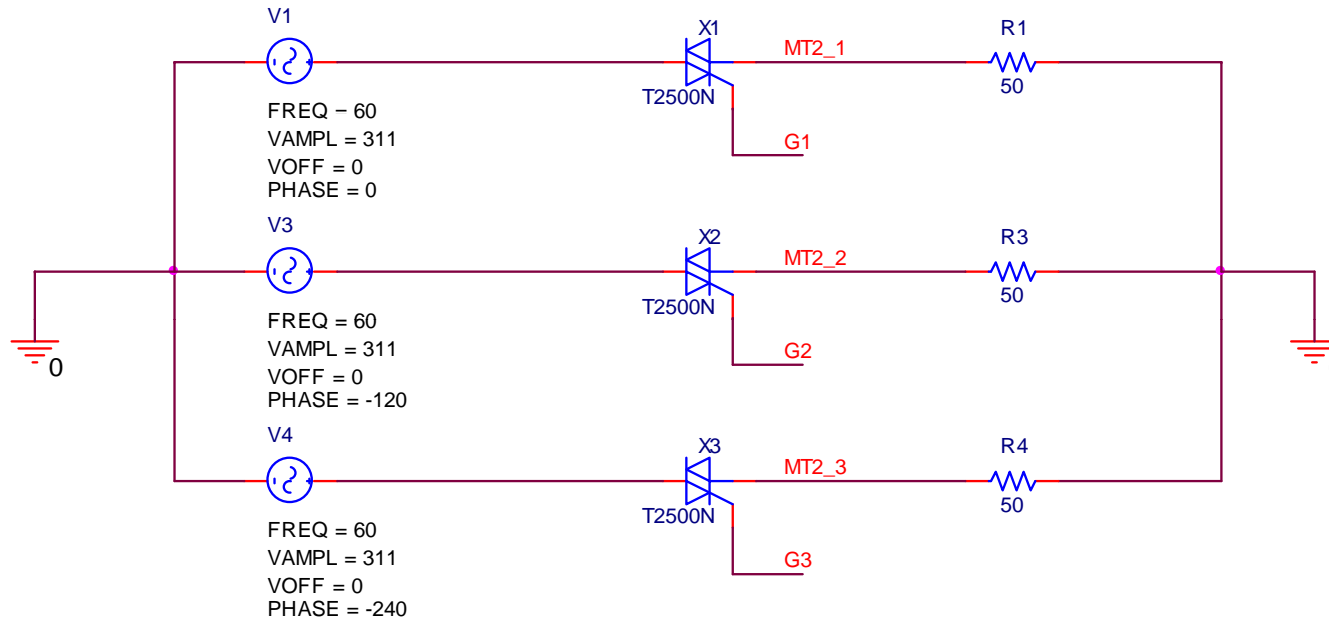 V1
X1
MT2_1
R1
50
T2500N
FREQ – 60
VAMPL = 311
VOFF = 0
PHASE = 0
G1
V3
X2
MT2_2
R3
50
T2500N
FREQ = 60
VAMPL = 311
VOFF = 0
PHASE = -120
G2
0
V4
X3
MT2_3
R4
50
T2500N
FREQ = 60
VAMPL = 311
VOFF = 0
PHASE = -240
G3